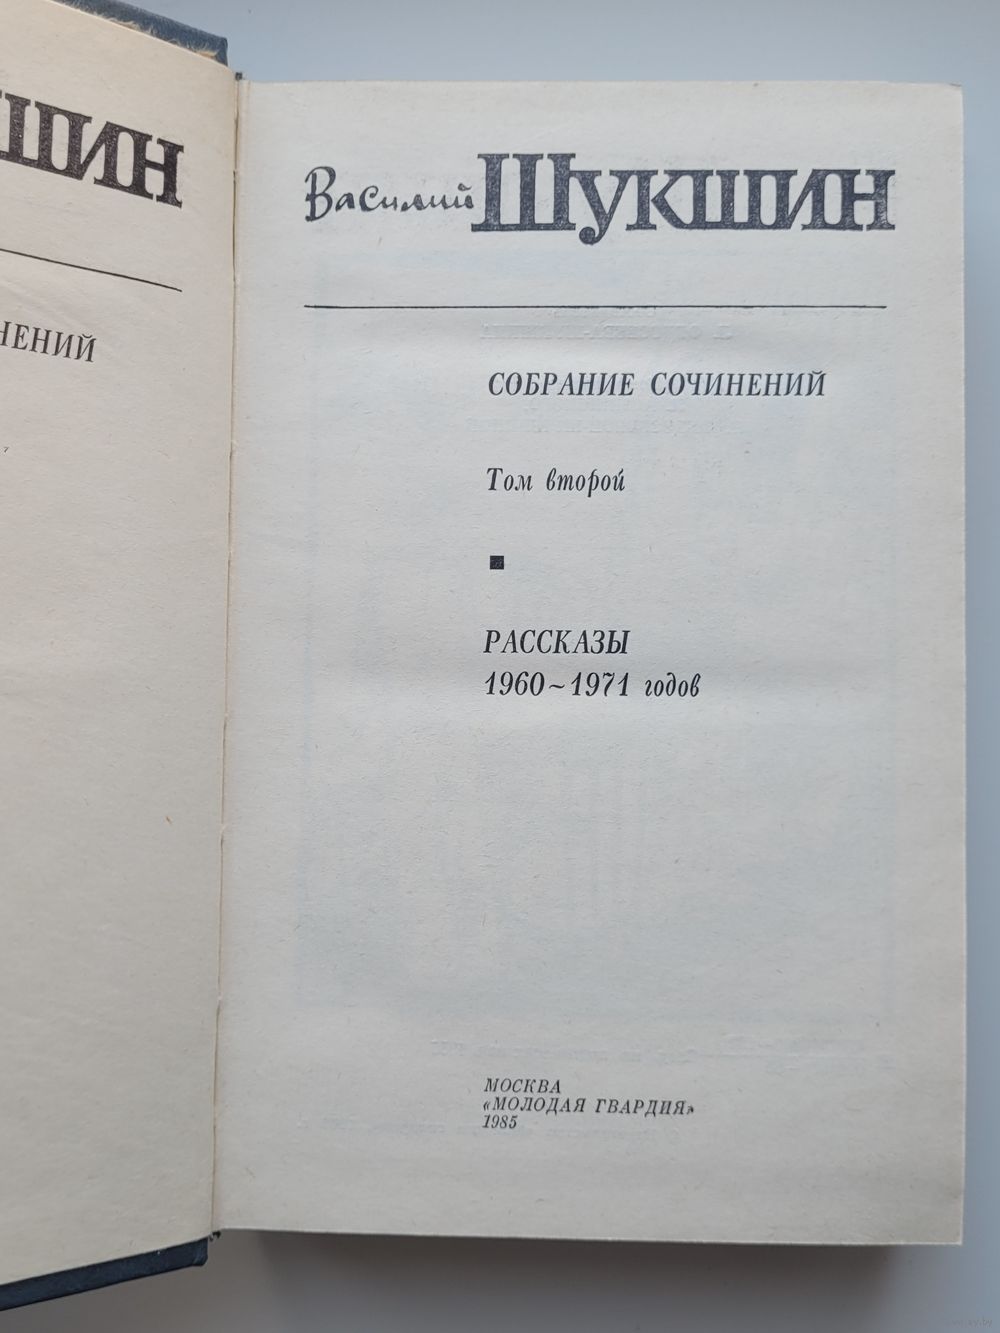 шин
нений
Василий Шукшин
СОБРАНИЕ СОЧИНЕНИЙ
Том второй
РАССКАЗЫ
1960~1971 годов
МОСКВА
«МОЛОДАЯ ГВАРДИЯ»
1985